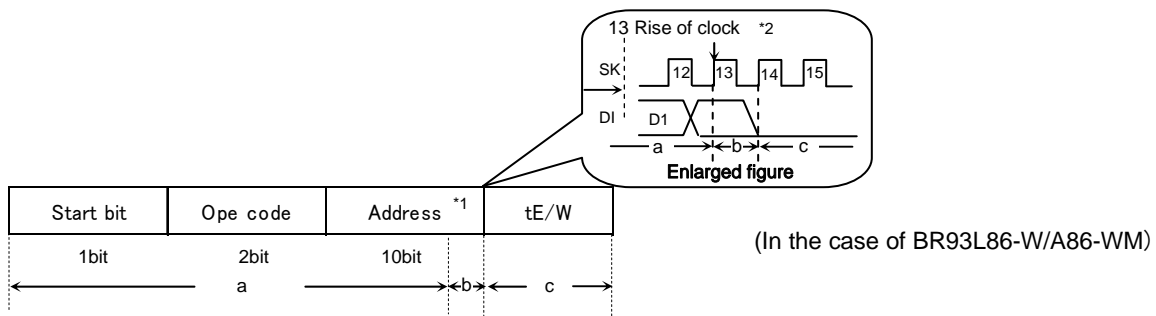 13 Rise of clock *2
SK 12 13 14 15
DI D1
a b c
Enlarged figure
Start bit Ope code Address *1 tE/W
1bit 2bit 10bit
a b c
(In the case of BR93L86-W/A86-WM)